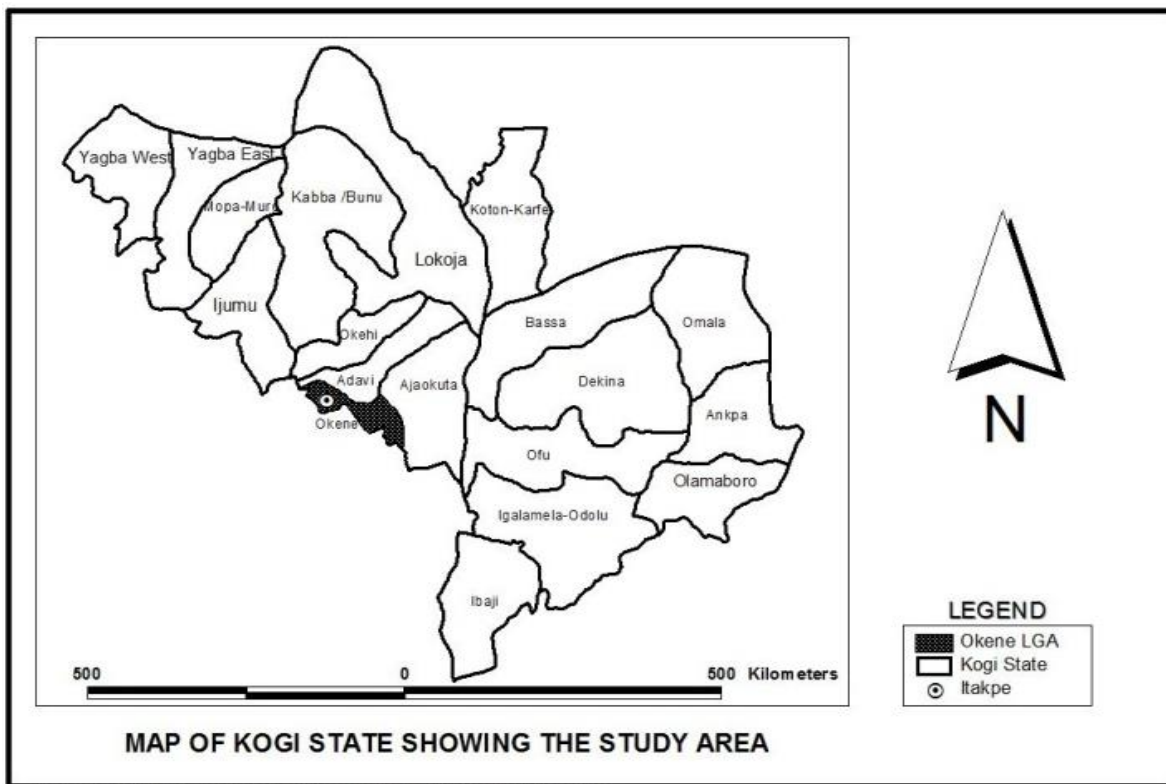 Yagba West
Yagba East
Mopa-Muro
Kabba /Bunu
Koton-Karfe
Lokoja
Ijumu
Okehi
Bassa
Omala
Adavi
Ajaokuta
Dekina
Okene
Ankpa
Ofu
Olamaboro
Igalamela-Odolu
Ibaji
500 0 500 Kilometers
MAP OF KOGI STATE SHOWING THE STUDY AREA
N
LEGEND
Okene LGA
Kogi State
Itakpe